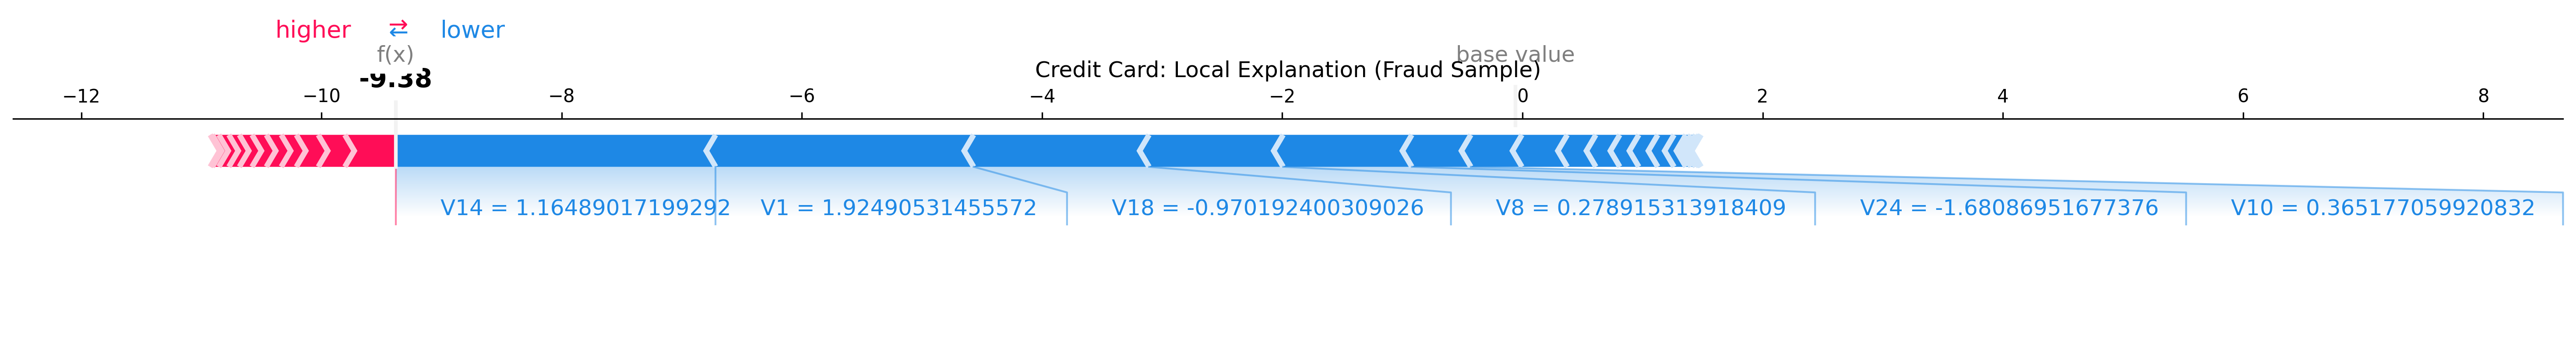 higher ⇄ lower
f(x)
base value
-9.38
Credit Card: Local Explanation (Fraud Sample)
−12 −10 −8 −6 −4 −2 0 2 4 6 8
V14 = 1.16489017199292 V1 = 1.92490531455572 V18 = -0.970192400309026 V8 = 0.278915313918409 V24 = -1.68086951677376 V10 = 0.365177059920832